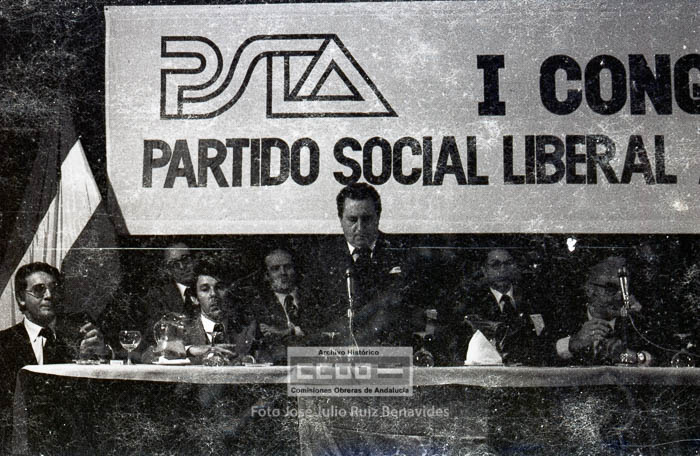 PSLA
I CONG
PARTIDO SOCIAL LIBERAL
Archivo Histórico
CCOO
Comisiones Obreras de Andalucía
Foto José Julio Ruiz Benavides